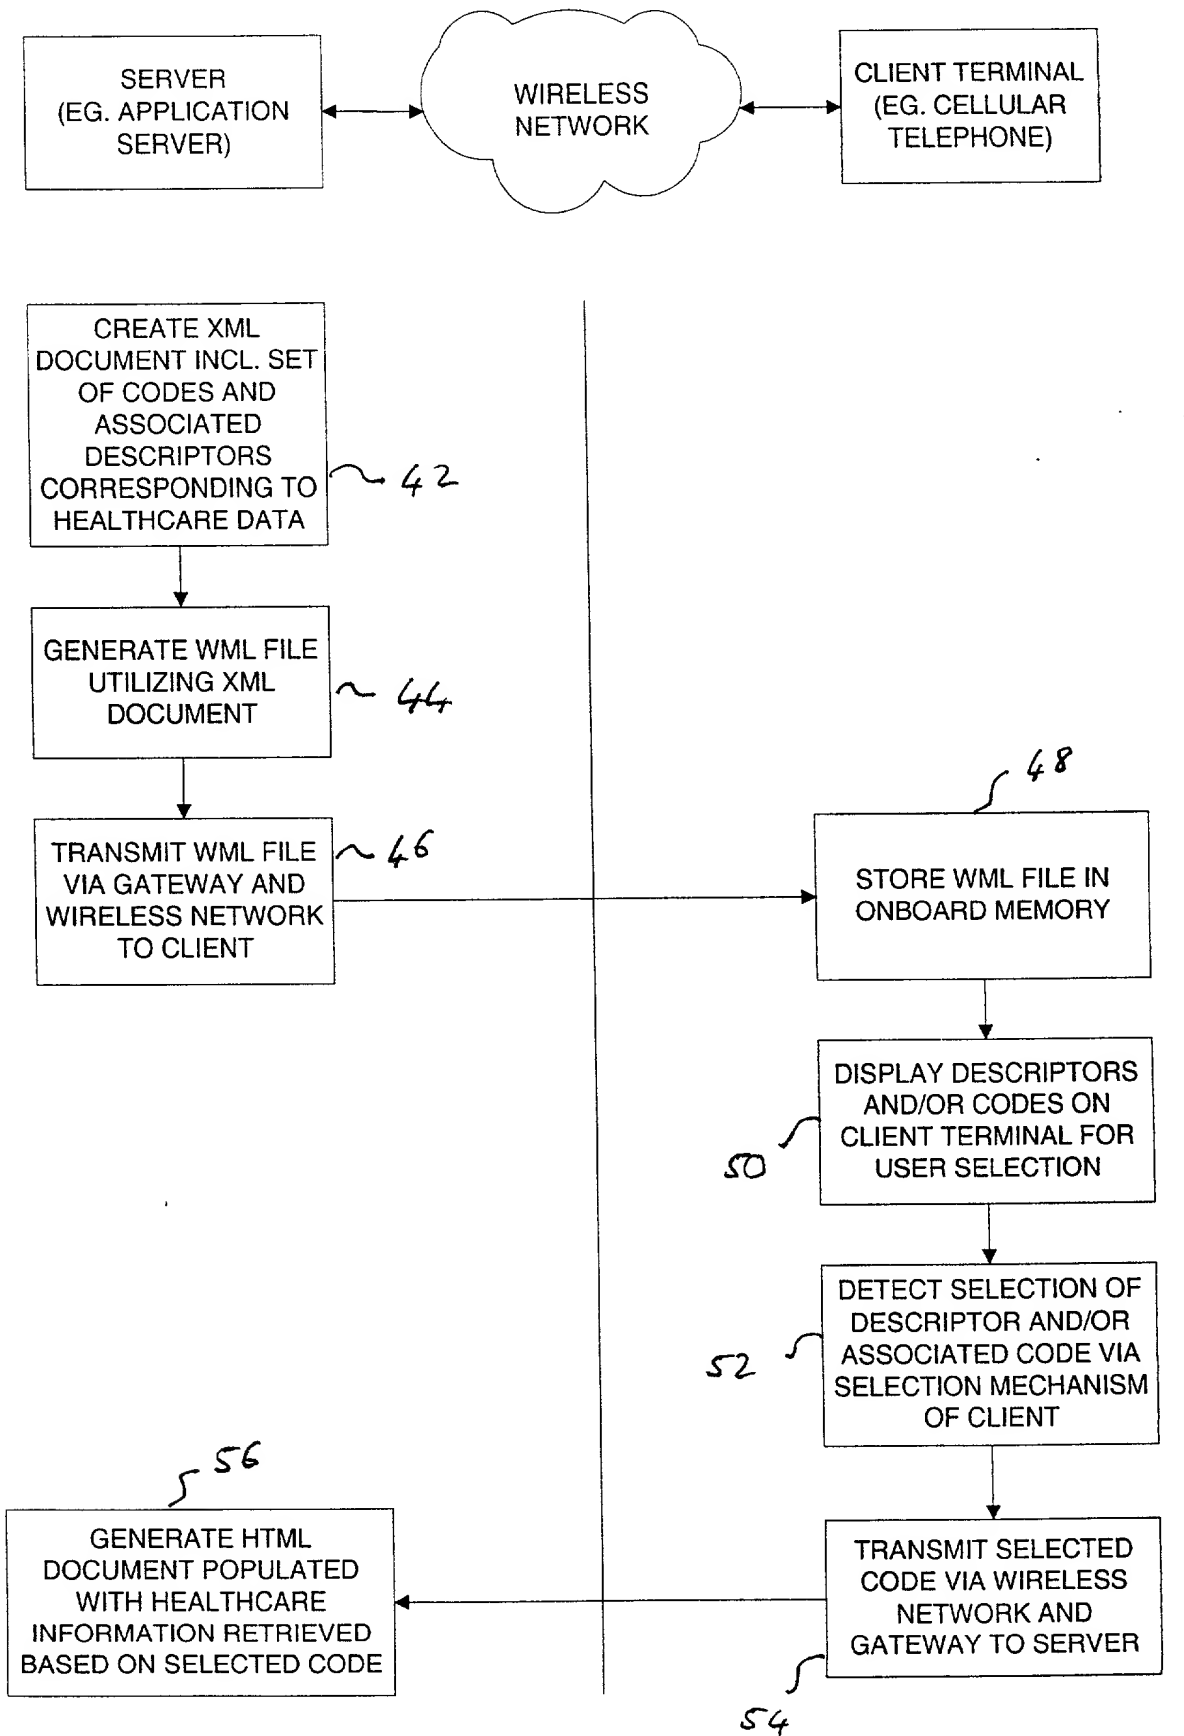 SERVER
(EG. APPLICATION
SERVER)
WIRELESS
NETWORK
CLIENT TERMINAL
(EG. CELLULAR
TELEPHONE)
CREATE XML
DOCUMENT INCL. SET
OF CODES AND
ASSOCIATED
DESCRIPTORS
CORRESPONDING TO
HEALTHCARE DATA
42
GENERATE WML FILE
UTILIZING XML
DOCUMENT
44
TRANSMIT WML FILE
VIA GATEWAY AND
WIRELESS NETWORK
TO CLIENT
46
48
STORE WML FILE IN
ONBOARD MEMORY
DISPLAY DESCRIPTORS
AND/OR CODES ON
CLIENT TERMINAL FOR
USER SELECTION
50
DETECT SELECTION OF
DESCRIPTOR AND/OR
ASSOCIATED CODE VIA
SELECTION MECHANISM
OF CLIENT
52
TRANSMIT SELECTED
CODE VIA WIRELESS
NETWORK AND
GATEWAY TO SERVER
54
56
GENERATE HTML
DOCUMENT POPULATED
WITH HEALTHCARE
INFORMATION RETRIEVED
BASED ON SELECTED CODE